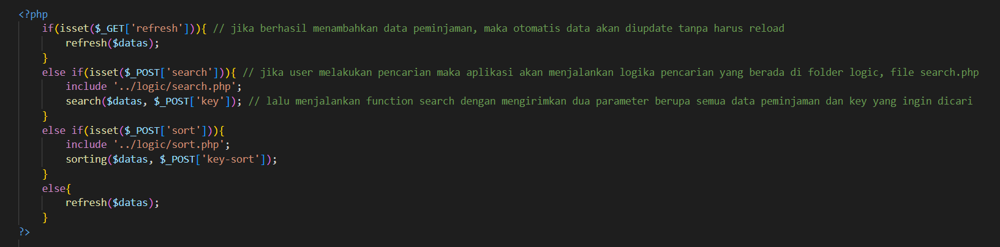 <?php
if(isset($_GET['refresh'])){ // jika berhasil menambahkan data peminjaman, maka otomatis data akan diupdate tanpa harus reload
refresh($datas);
}
else if(isset($_POST['search'])){ // jika user melakukan pencarian maka aplikasi akan menjalankan logika pencarian yang berada di folder logic, file search.php
include '../logic/search.php';
search($datas, $_POST['key']); // lalu menjalankan function search dengan mengirimkan dua parameter berupa semua data peminjaman dan key yang ingin dicari
}
else if(isset($_POST['sort'])){
include '../logic/sort.php';
sorting($datas, $_POST['key-sort']);
}
else{
refresh($datas);
}
?>